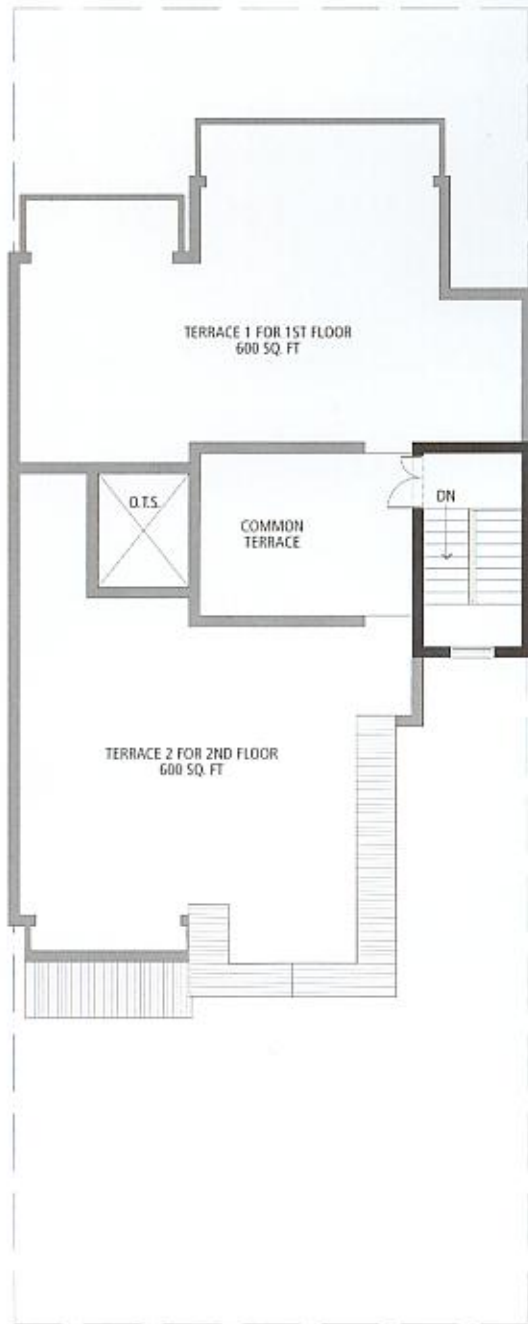 TERRACE 1 FOR 1ST FLOOR
600 SQ. FT
O.T.S.
COMMON
TERRACE
DN
TERRACE 2 FOR 2ND FLOOR
600 SQ. FT